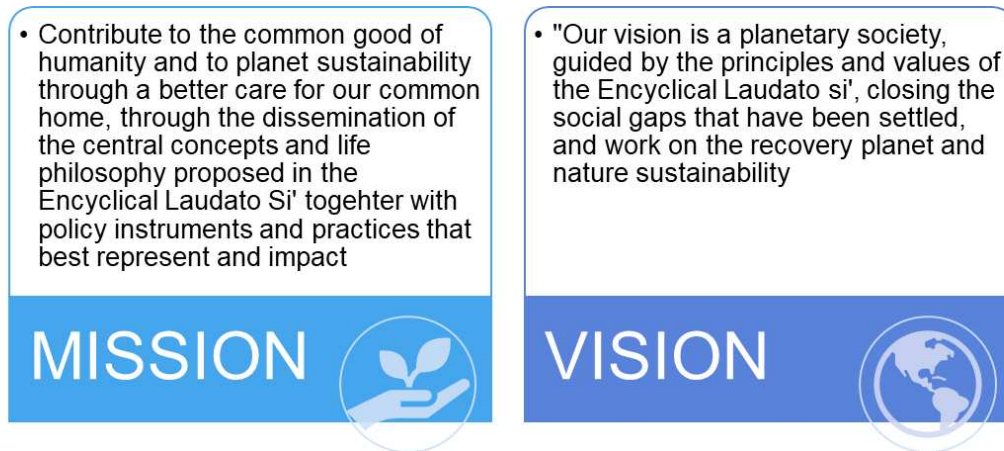 • Contribute to the common good of
humanity and to planet sustainability
through a better care for our common
home, through the dissemination of
the central concepts and life
philosophy proposed in the
Encyclical Laudato Si' togehter with
policy instruments and practices that
best represent and impact
MISSION
• "Our vision is a planetary society,
guided by the principles and values of
the Encyclical Laudato si', closing the
social gaps that have been settled,
and work on the recovery planet and
nature sustainability
VISION